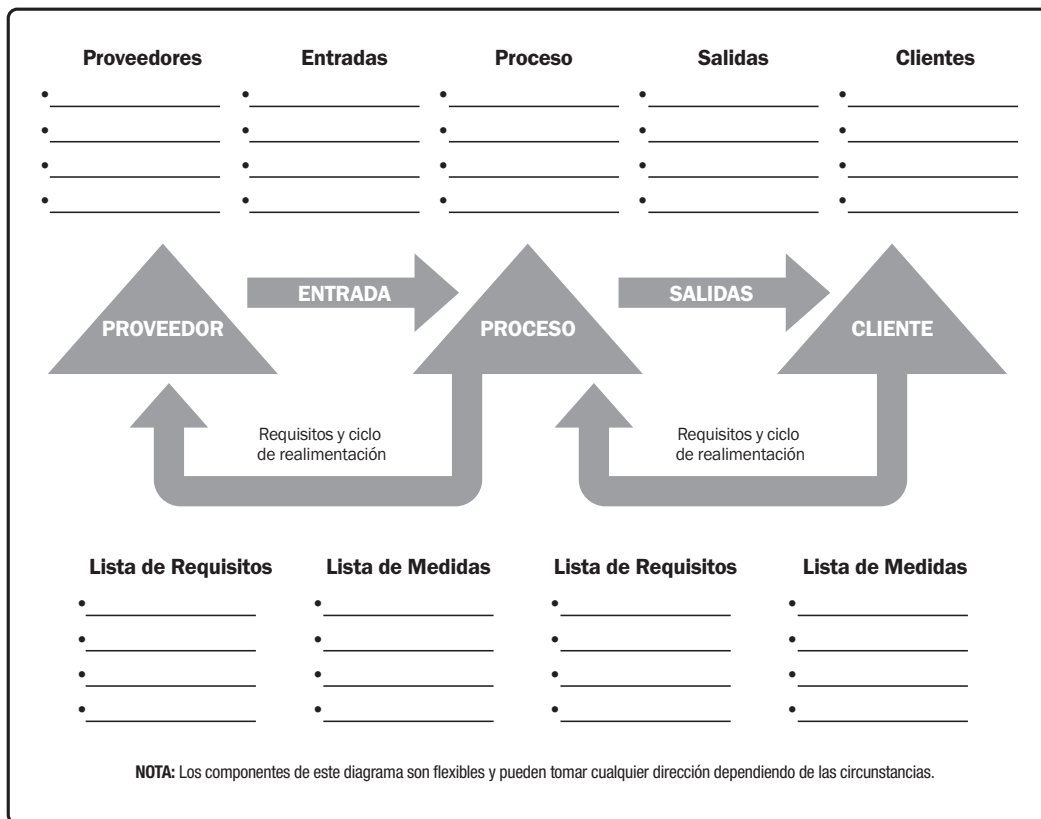 Proveedores Entradas Proceso Salidas Clientes
ENTRADA SALIDAS
PROVEEDOR PROCESO CLIENTE
Requisitos y ciclo
de realimentación
Requisitos y ciclo
de realimentación
Lista de Requisitos Lista de Medidas Lista de Requisitos Lista de Medidas
NOTA: Los componentes de este diagrama son flexibles y pueden tomar cualquier dirección dependiendo de las circunstancias.